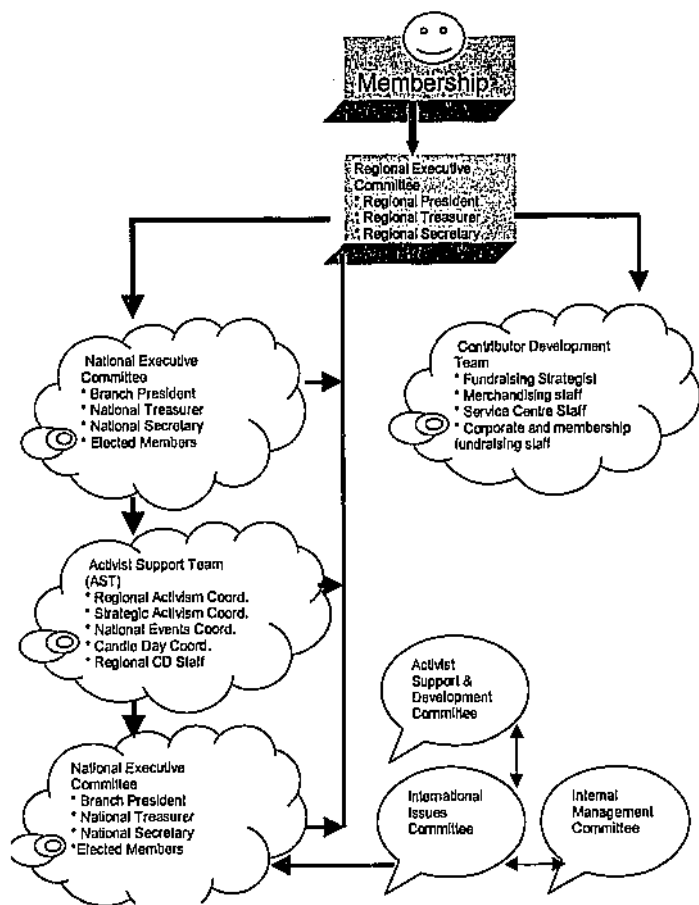 Membership
Regional Executive
Committee
* Regional President
* Regional Treasurer
* Regional Secretary
National Executive
Committee
* Branch President
* National Treasurer
* National Secretary
* Elected Members
Contributor Development
Team
* Fundraising Strategist
* Merchandising staff
* Service Centre Staff
* Corporate and membership
fundraising staff
Activist Support Team
(AST)
* Regional Activism Coord.
* Strategic Activism Coord.
* National Events Coord.
* Candle Day Coord.
* Regional CD Staff
Activist
Support &
Development
Committee
National Executive
Committee
* Branch President
* National Treasurer
* National Secretary
*Elected Members
International
Issues
Committee
Internal
Management
Committee